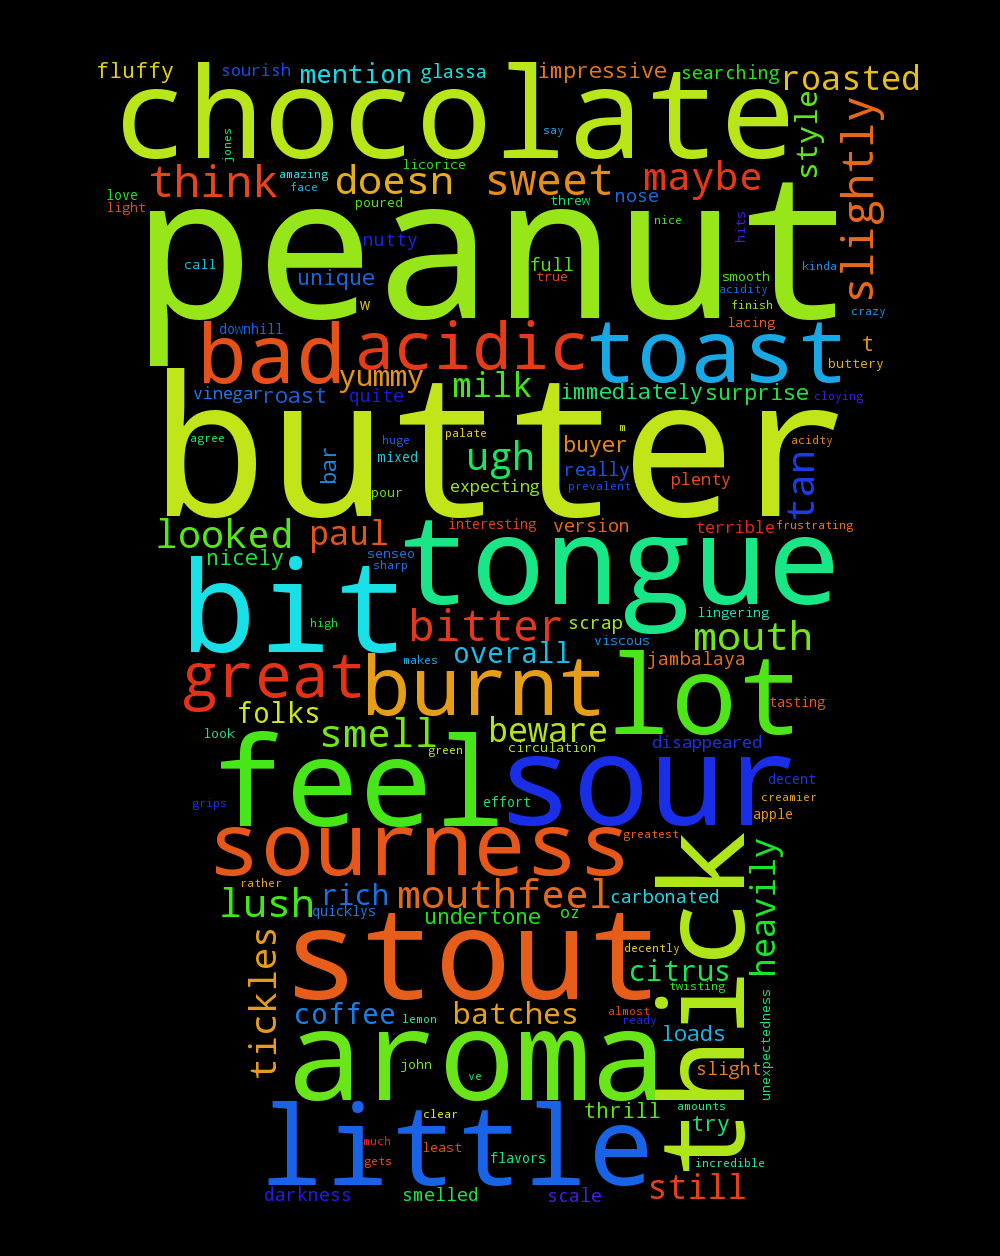 fluffy sourish mention glassa impressive searching roasted
chocolate
jones say style slightly
think amazing face licorice doesn sweet maybe
love light poured threw nose
peanut
nutty nice hits
call unique full true smooth acidity kinda
w finish crazy
downhill lacing t
bad acidic toast buttery
yummy milk immediately surprise cloying
vinegar roast quite
butter
agree huge palate m buyer acidty
bar mixed ugh really plenty tan
pour expecting prevalent
looked paul interesting version terrible frustrating
nicely senseo sharp tongue
bit high bitter scrap lingering
viscous mouth
great makes overall jambalaya
burnt lot tasting
folks smell beware
look green circulation disappeared
feel sour decent
grips effort creamier apple
sourness greatest
rather rich mouthfeel carbonated thick heavily
lush quicklys undertone oz
stout decently citrus
tickles twisting
coffee lemon batches almost ready unexpectedness
aroma loads
john ve slight
little clear thrill amounts try
much gets least flavors incredible
darkness smelled scale still